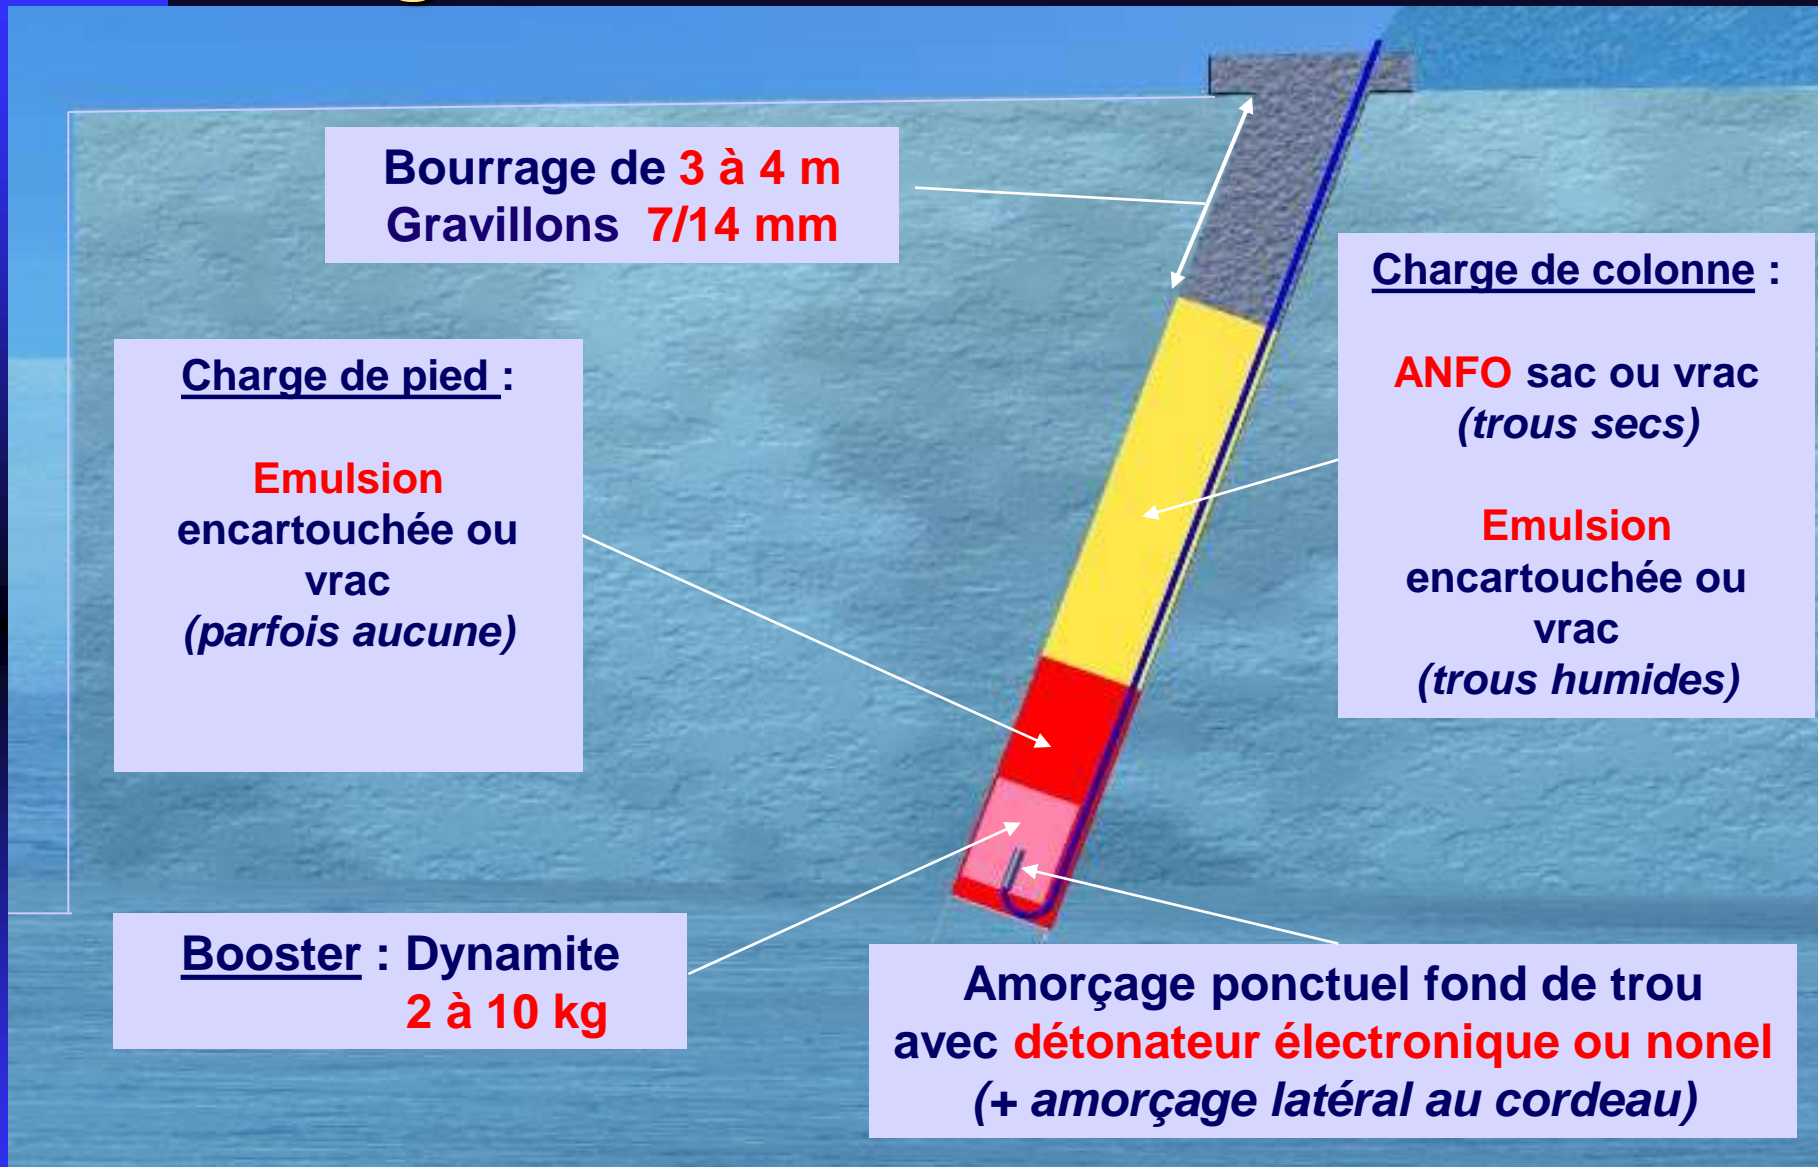 Bourrage de 3 à 4 m
Gravillons 7/14 mm
Charge de colonne :
ANFO sac ou vrac
(trous secs)
Emulsion
encartouchée ou
vrac
(trous humides)
Charge de pied :
Emulsion
encartouchée ou
vrac
(parfois aucune)
Booster : Dynamite
2 à 10 kg
Amorçage ponctuel fond de trou
avec détonateur électronique ou nonel
(+ amorçage latéral au cordeau)